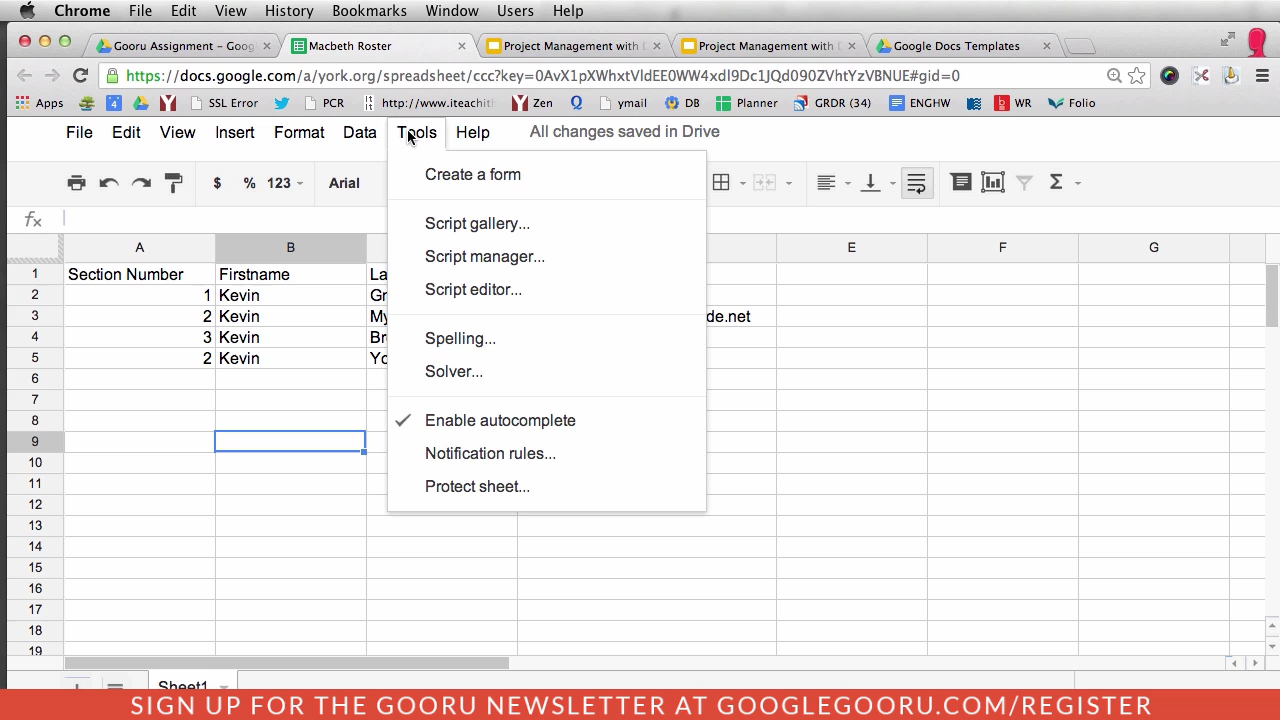 Chrome File Edit View History Bookmarks Window Users Help
Gooru Assignment – Goog Macbeth Roster Project Management with D Project Management with D Google Docs Templates
https://docs.google.com/a/york.org/spreadsheet/ccc?key=0AvX1pXWhxtVldEE0WW4xdl9Dc1JQd090ZVhtYzVBNUE#gid=0
Apps 4 SSL Error PCR http://www.iteachit Zen Q ymail DB Planner UrDRDR (34) ENGHW WR Folio
File Edit View Insert Format Data Tools Help All changes saved in Drive
$ % 123 Arial Σ
fx
A B E F G
1 Section Number Firstname La
2 1 Kevin Gr
3 2 Kevin My de.net
4 3 Kevin Br
5 2 Kevin Yo
6
7
8
9
10
11
12
13
14
15
16
17
18
19
Create a form
Script gallery...
Script manager...
Script editor...
Spelling...
Solver...
Enable autocomplete
Notification rules...
Protect sheet...
Sheet1
SIGN UP FOR THE GOORU NEWSLETTER AT GOOGLEGOORU.COM/REGISTER